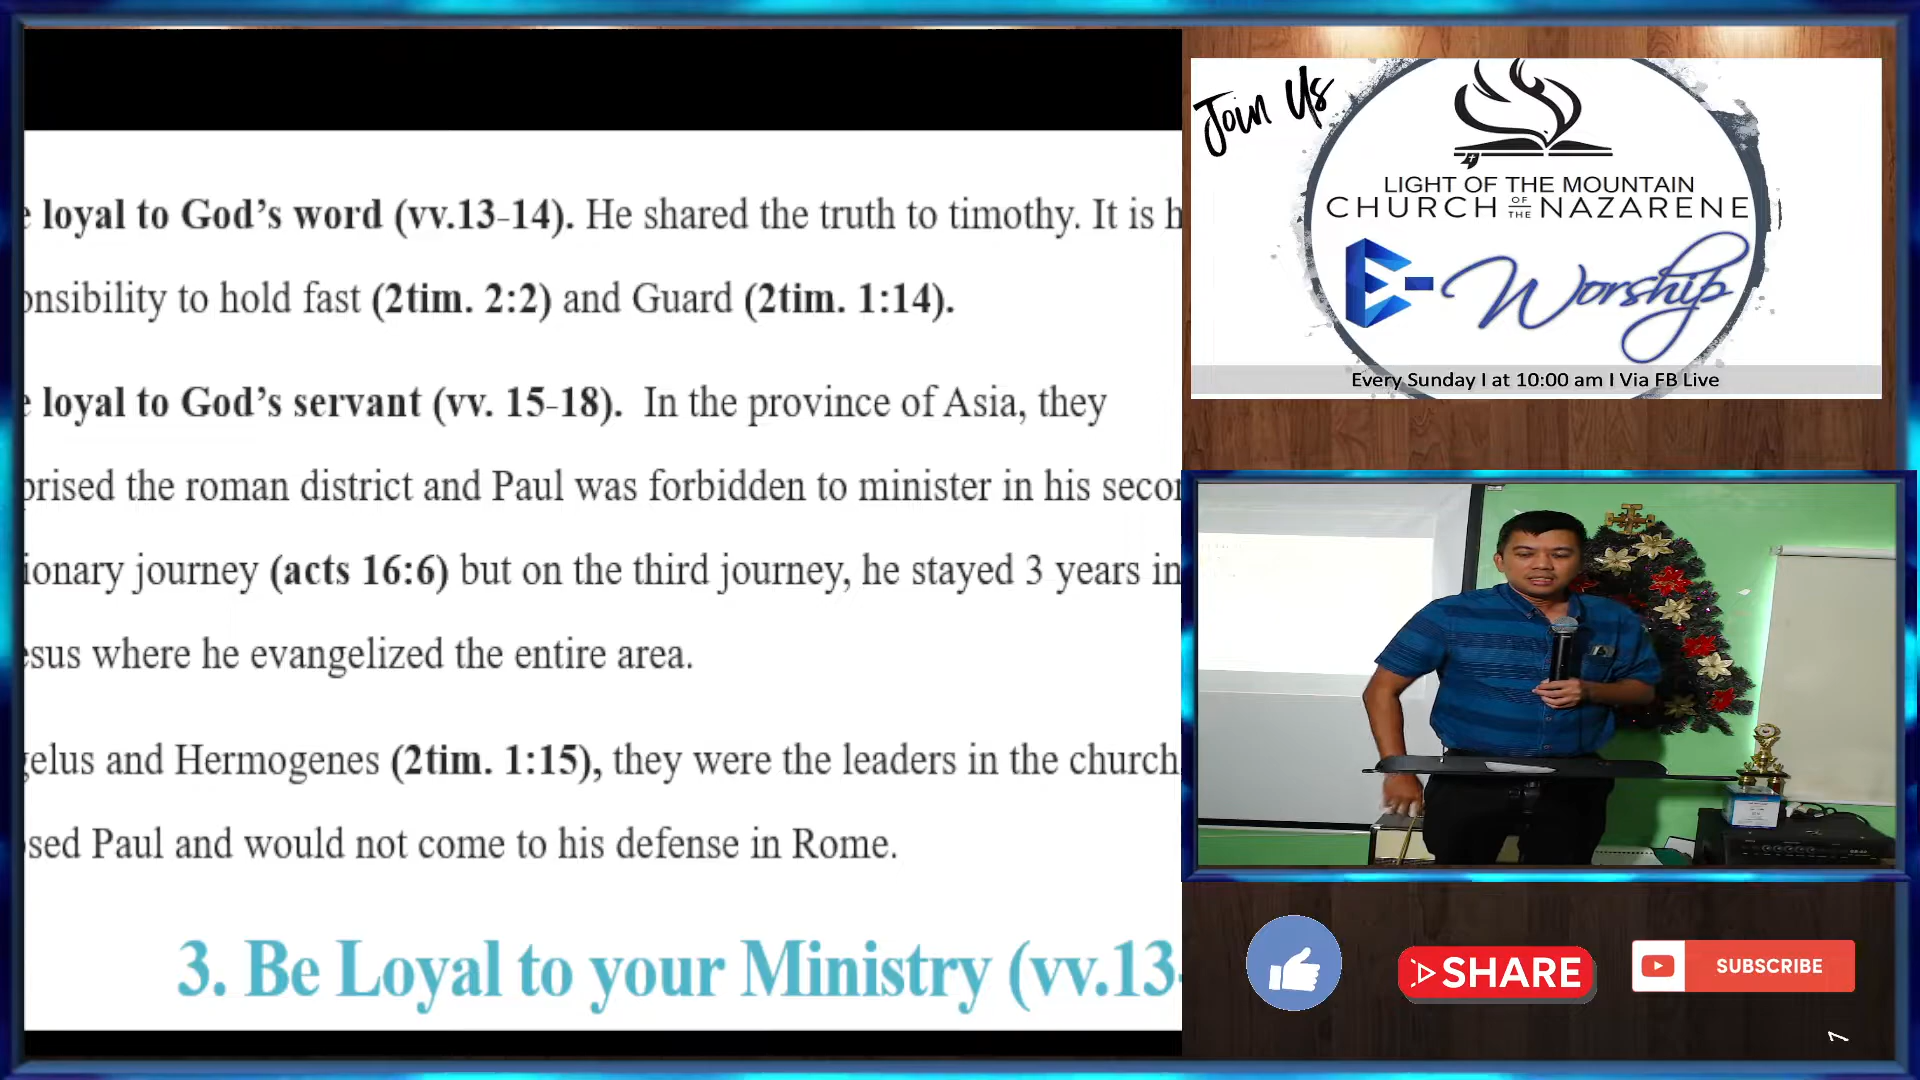 loyal to God's word (vv.13-14). He shared the truth to timothy. It is
onsibility to hold fast (2tim. 2:2) and Guard (2tim. 1:14).
loyal to God's servant (vv. 15-18). In the province of Asia, they
prised the roman district and Paul was forbidden to minister in his secon
ionary journey (acts 16:6) but on the third journey, he stayed 3 years in
esus where he evangelized the entire area.
gelus and Hermogenes (2tim. 1:15), they were the leaders in the church.
sed Paul and would not come to his defense in Rome.
3. Be Loyal to your Ministry (vv.13-
Join Us
LIGHT OF THE MOUNTAIN
CHURCH OF THE NAZARENE
E-Worship
Every Sunday I at 10:00 am I Via FB Live
SHARE
SUBSCRIBE